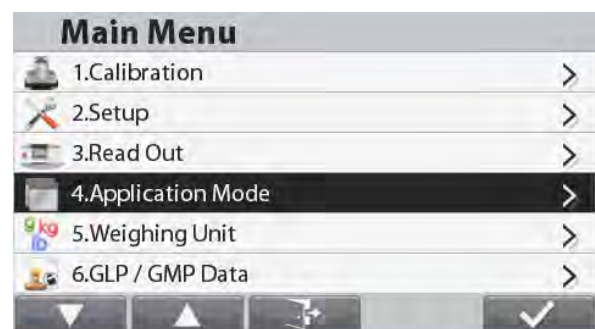 Main Menu
1.Calibration
2.Setup
3.Read Out
4.Application Mode
g kg
lb
5.Weighing Unit
6.GLP / GMP Data